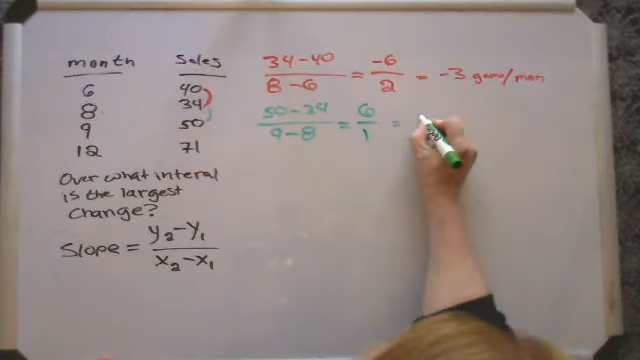 month Sales
6 40
8 34
9 50
12 71
Over what interal
is the largest
change?
Slope = y₂-y₁ / x₂-x₁
34-40 / 8-6 = -6 / 2 = -3 game/mon
50-34 / 9-8 = 6 / 1 =